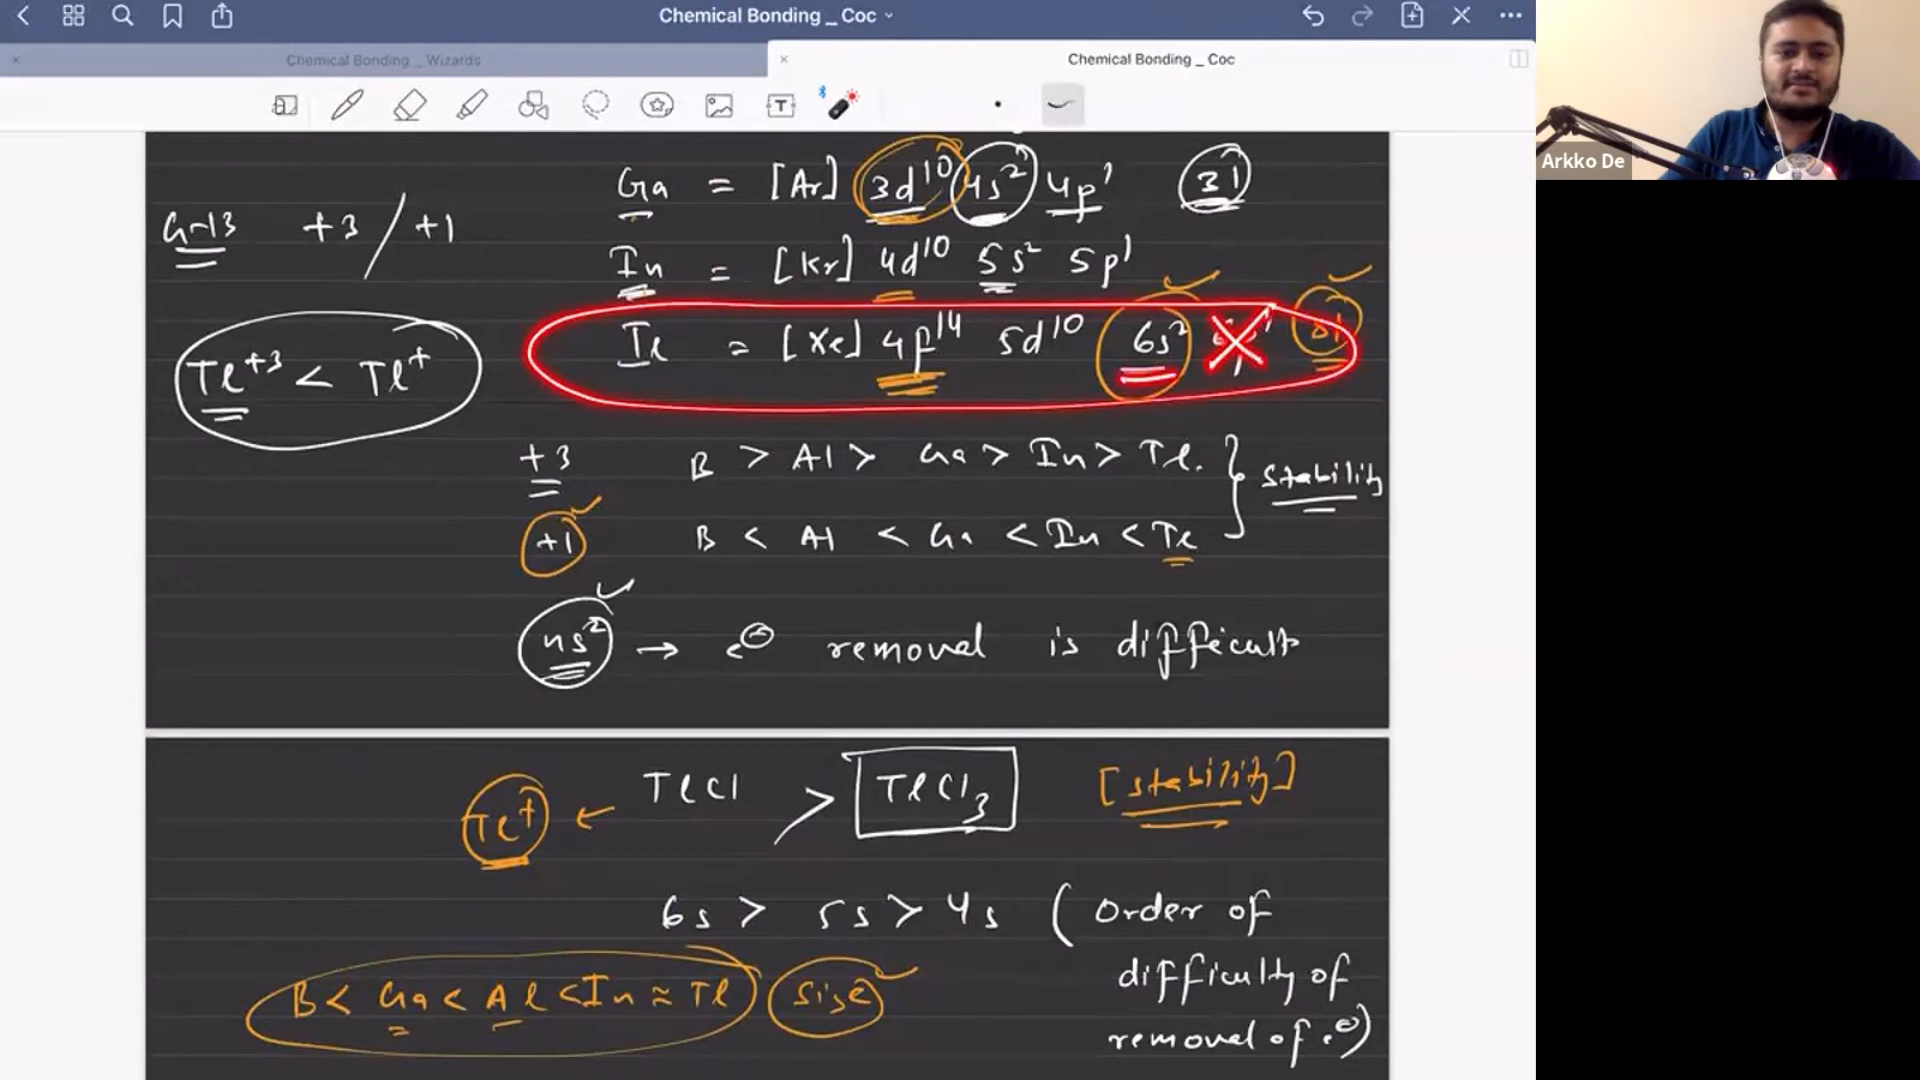 Chemical Bonding _ Coc
Chemical Bonding _ Wizards
Chemical Bonding _ Coc
T
Arkko De
Ga = [Ar] 3d¹⁰ 4s² 4p¹ 31
G-13 +3 / +1
In = [Kr] 4d¹⁰ 5s² 5p¹
Tl = [Xe] 4f¹⁴ 5d¹⁰ 6s² 81
Tl⁺³ < Tl⁺
+3 B > Al > Ga > In > Tl. } stability
+1 B < Al < Ga < In < Tl
ns² → e⊖ removal is difficult
Tl⁺ ← TlCl > TlCl₃ [stability]
6s > 5s > 4s (Order of
difficulty of
removal of e⊖)
B < Ga < Al < In ≈ Tl Size